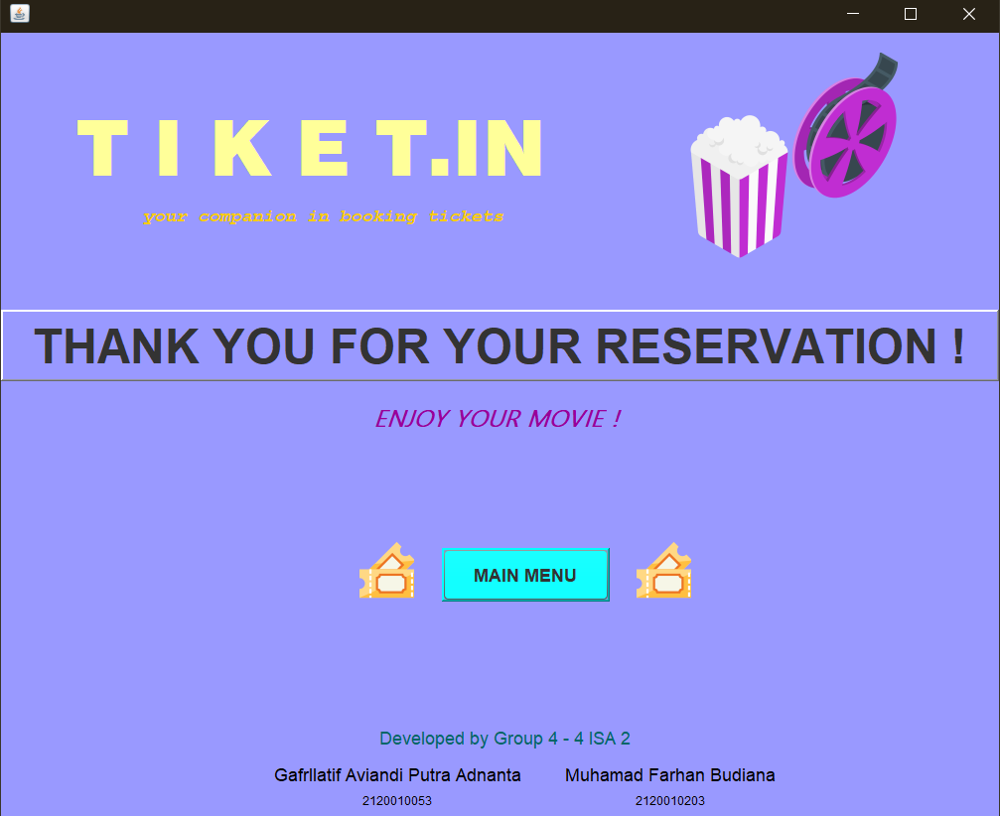 T I K E T.IN
your companion in booking tickets
THANK YOU FOR YOUR RESERVATION !
ENJOY YOUR MOVIE !
MAIN MENU
Developed by Group 4 - 4 ISA 2
Gafrllatif Aviandi Putra Adnanta
Muhamad Farhan Budiana
2120010053
2120010203